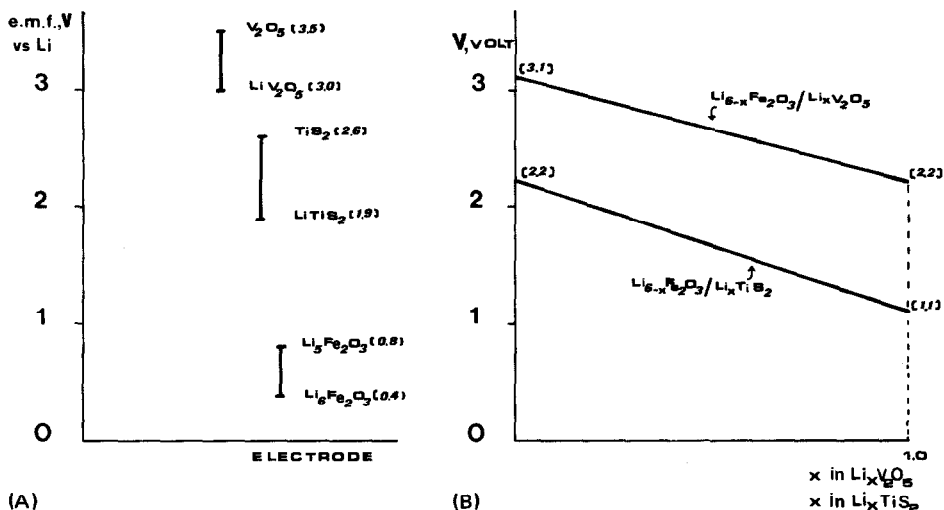 e.m.f.,V
vs Li
V2O5 (3,5)
3
LiV2O5 (3,0)
TiS2 (2,6)
2
LiTiS2 (1,9)
1
Li5Fe2O3 (0,8)
Li6Fe2O3 (0,4)
0
ELECTRODE
(A)
V, VOLT
3
(3,1)
Li6-xFe2O3/LixV2O5
(2,2)
2
(2,2)
Li6-xFe2O3/LixTiS2
(1,1)
1
0
1.0
x in LixV2O5
x in LixTiS2
(B)